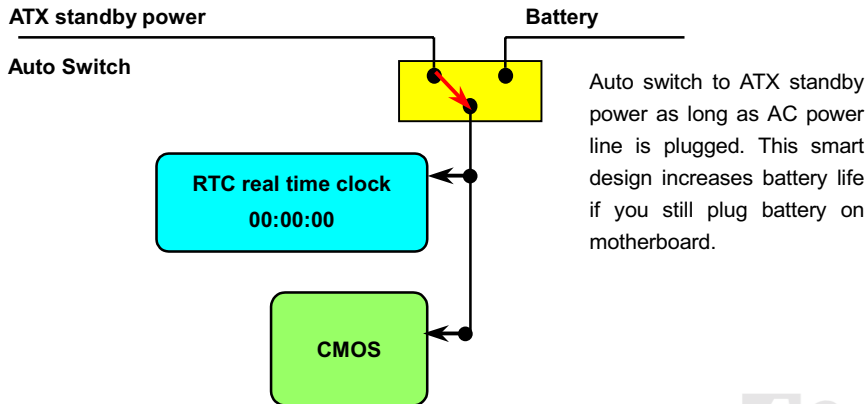 ATX standby power
Battery
Auto Switch
Auto switch to ATX standby
power as long as AC power
line is plugged. This smart
design increases battery life
if you still plug battery on
motherboard.
RTC real time clock
00:00:00
CMOS